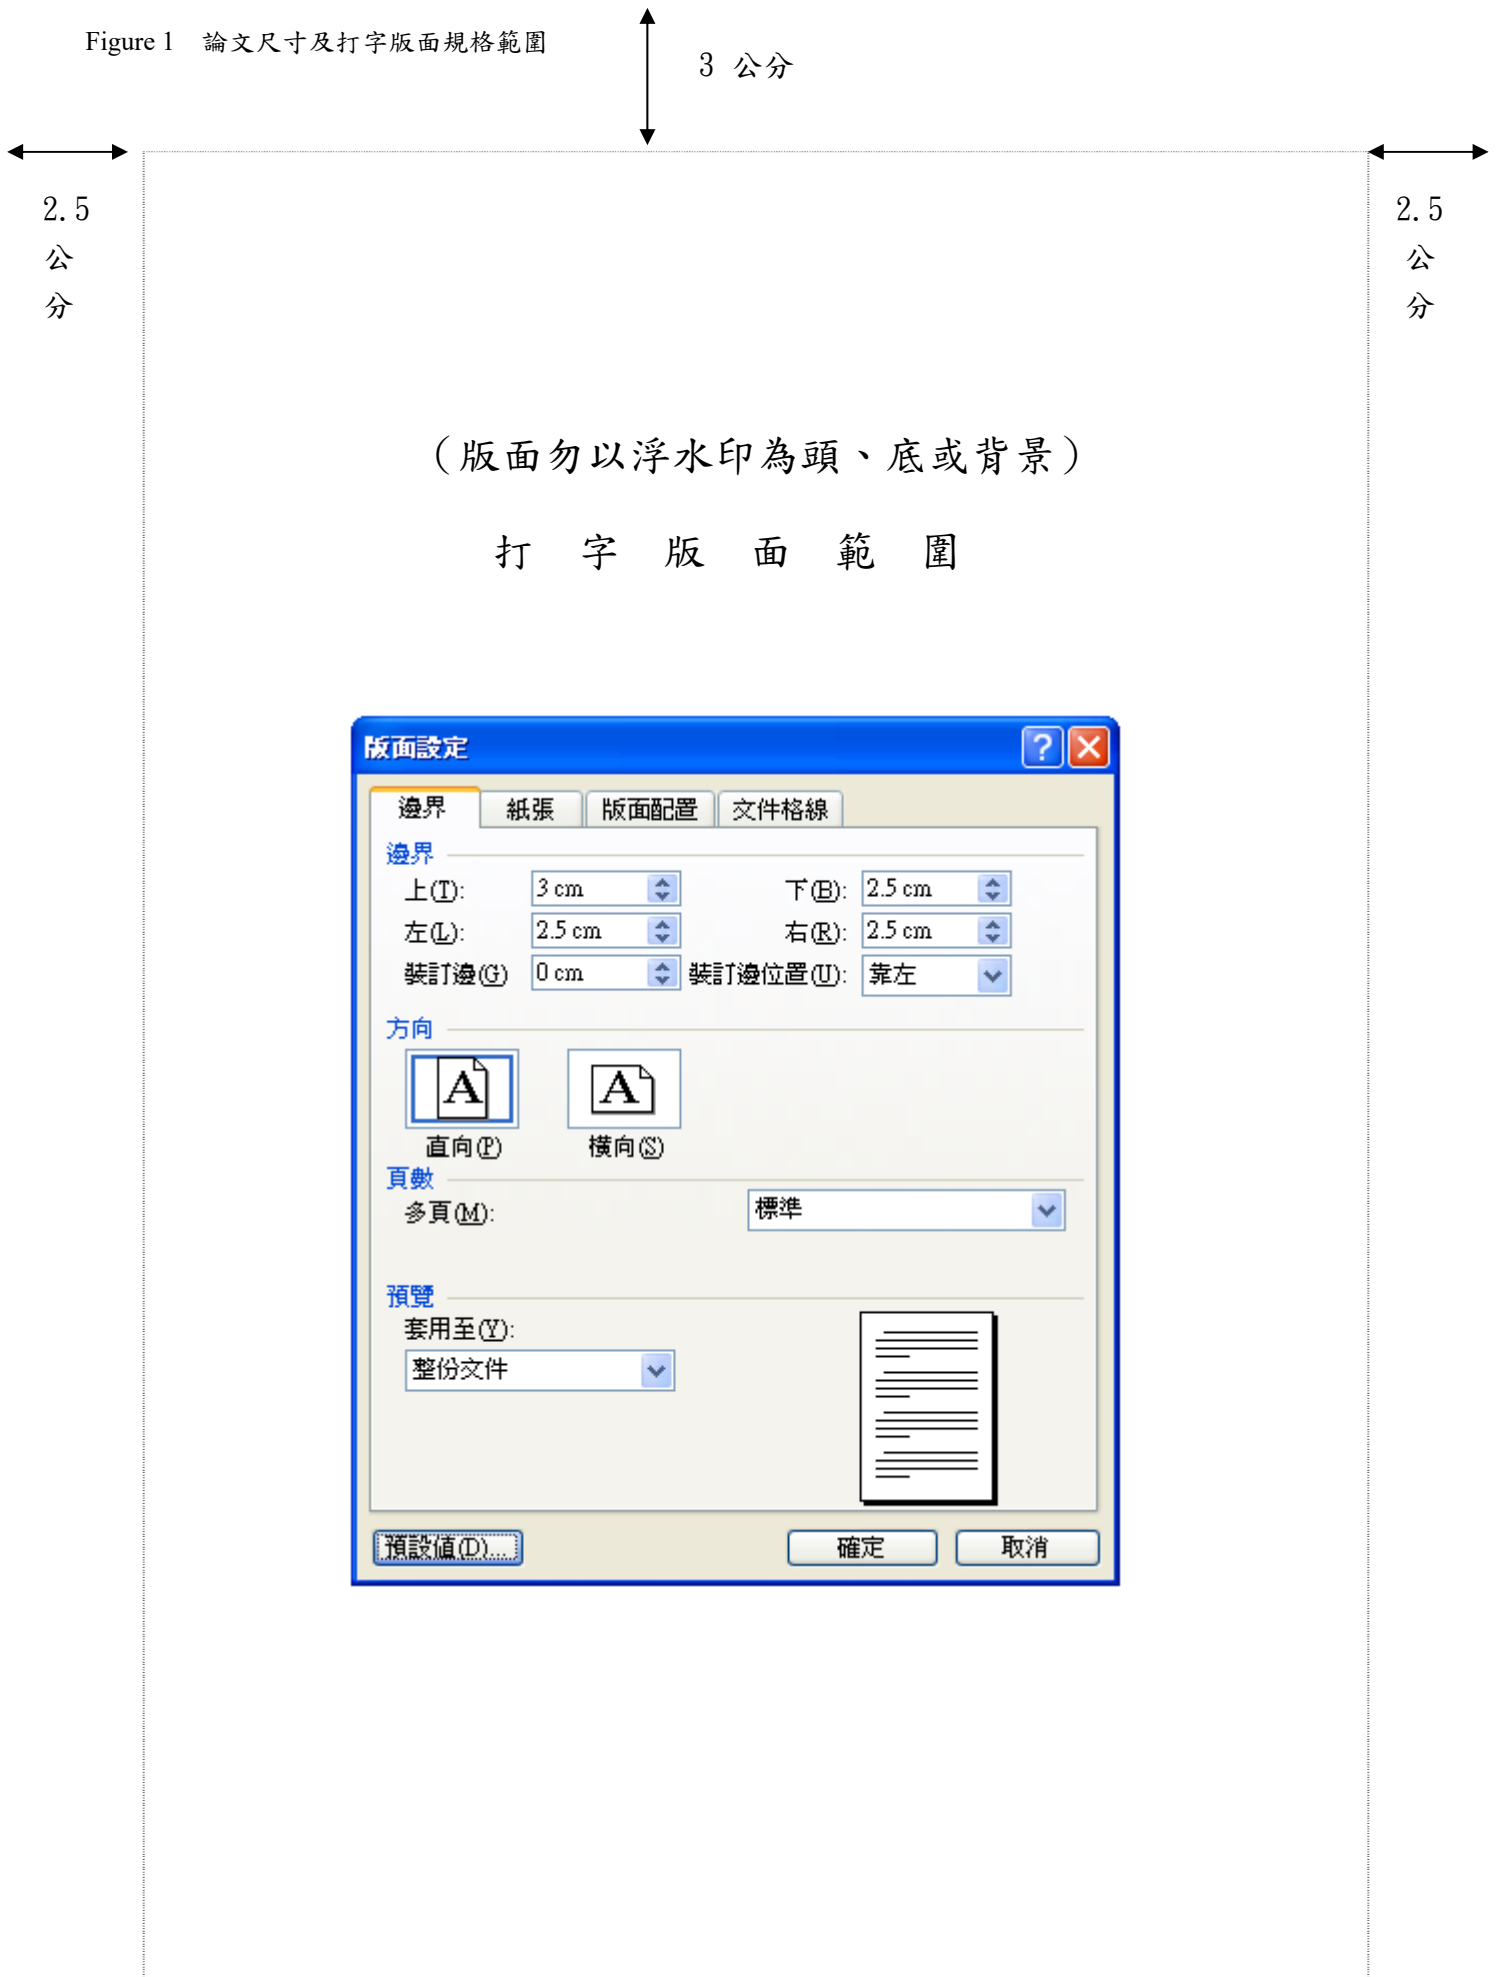 Figure 1　論文尺寸及打字版面規格範圍
3 公分
2.5
公
分
2.5
公
分
（版面勿以浮水印為頭、底或背景）
打 字 版 面 範 圍
版面設定
邊界 紙張 版面配置 文件格線
邊界
上(T): 3 cm 下(B): 2.5 cm
左(L): 2.5 cm 右(R): 2.5 cm
裝訂邊(G) 0 cm 裝訂邊位置(U): 靠左
方向
A A
直向(P) 橫向(S)
頁數
多頁(M): 標準
預覽
套用至(Y):
整份文件
預設値(D)... 確定 取消